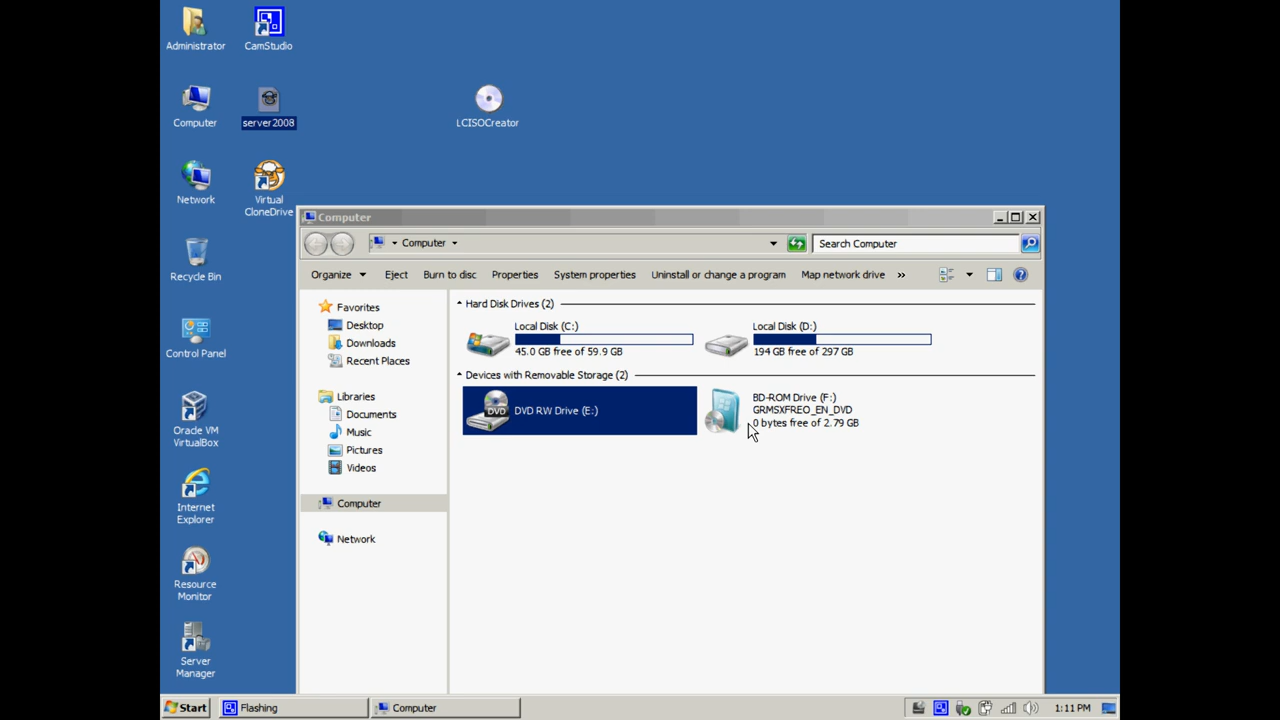 Administrator
CamStudio
Computer
server2008
LCISOCreator
Network
Virtual
CloneDrive
Recycle Bin
Control Panel
Oracle VM
VirtualBox
Internet
Explorer
Resource
Monitor
Server
Manager
Computer
Computer
Search Computer
Organize
Eject
Burn to disc
Properties
System properties
Uninstall or change a program
Map network drive
»
Favorites
Desktop
Downloads
Recent Places
Libraries
Documents
Music
Pictures
Videos
Computer
Network
Hard Disk Drives (2)
Local Disk (C:)
45.0 GB free of 59.9 GB
Local Disk (D:)
194 GB free of 297 GB
Devices with Removable Storage (2)
DVD
DVD RW Drive (E:)
BD-ROM Drive (F:)
GRMSXFREO_EN_DVD
0 bytes free of 2.79 GB
Start
Flashing
Computer
1:11 PM